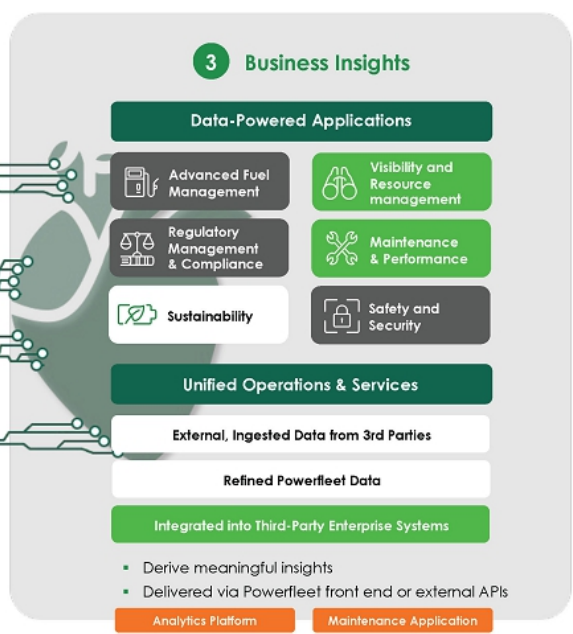 3 Business Insights
Data-Powered Applications
Advanced Fuel
Management
Visibility and
Resource
management
Regulatory
Management
& Compliance
Maintenance
& Performance
Sustainability
Safety and
Security
Unified Operations & Services
External, Ingested Data from 3rd Parties
Refined Powerfleet Data
Integrated into Third-Party Enterprise Systems
▪ Derive meaningful insights
▪ Delivered via Powerfleet front end or external APIs
Analytics Platform
Maintenance Application